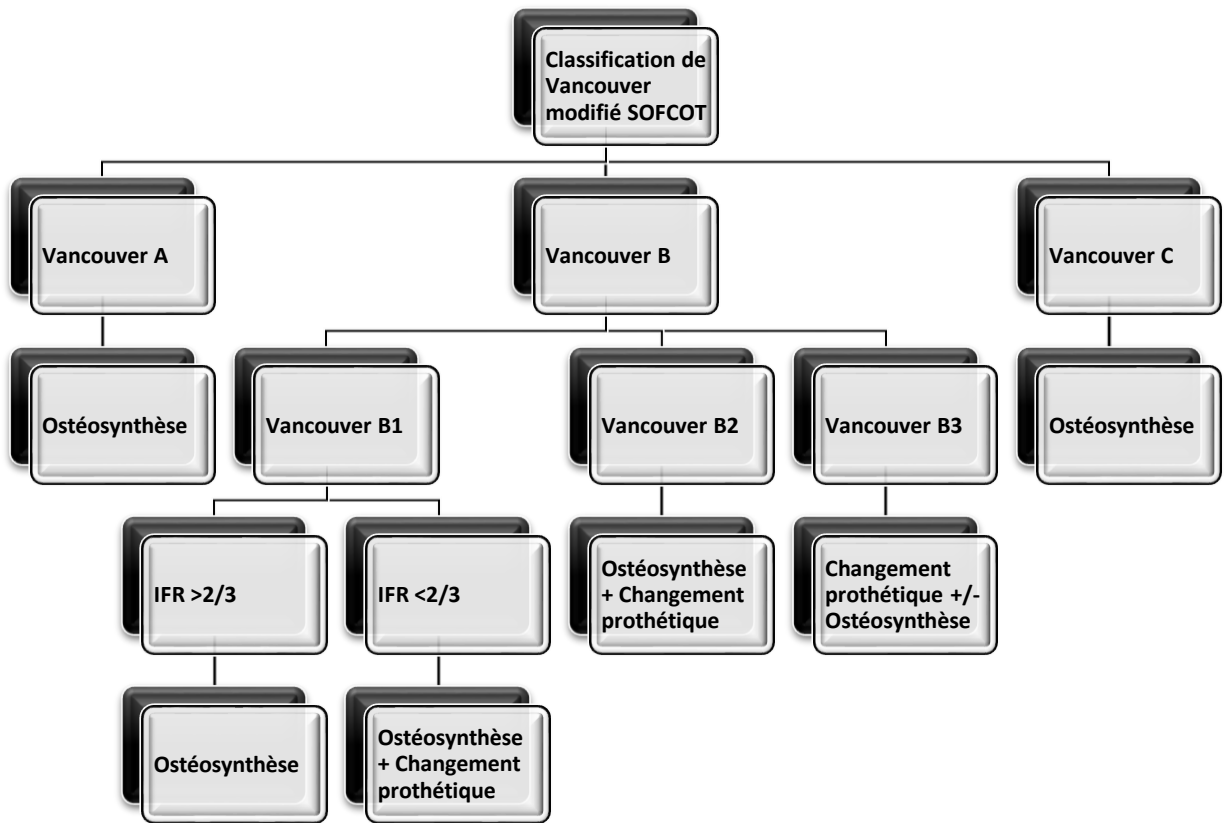 Classification de
Vancouver
modifié SOFCOT
Vancouver A
Vancouver B
Vancouver C
Ostéosynthèse
Vancouver B1
Vancouver B2
Vancouver B3
Ostéosynthèse
IFR >2/3
IFR <2/3
Ostéosynthèse
+ Changement
prothétique
Changement
prothétique +/-
Ostéosynthèse
Ostéosynthèse
Ostéosynthèse
+ Changement
prothétique